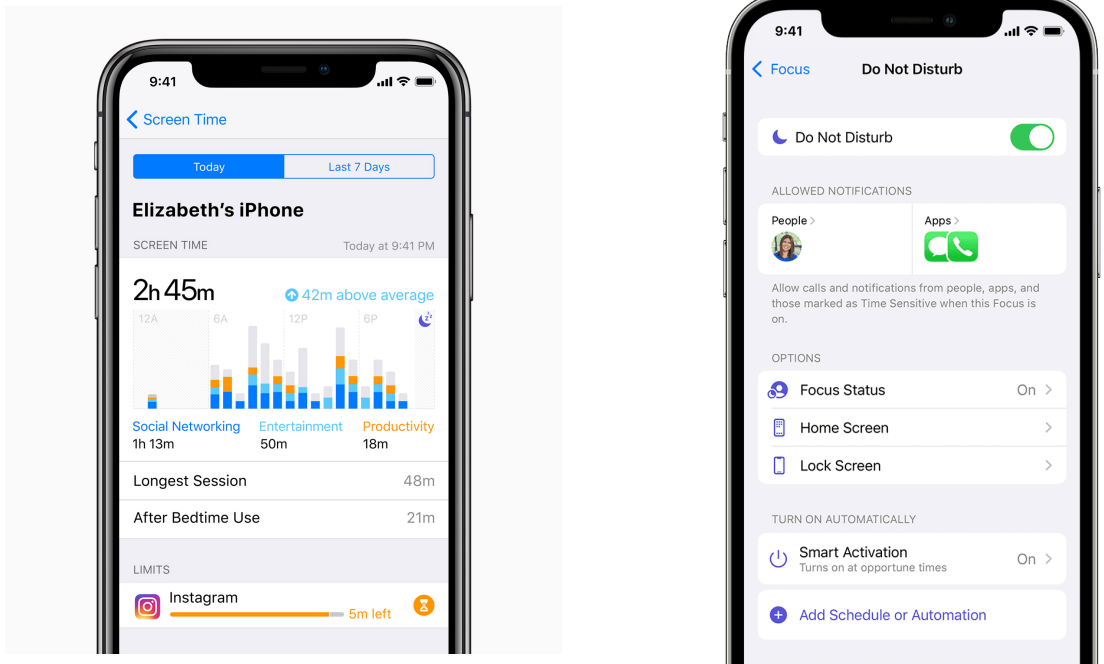 9:41
Screen Time
Today
Last 7 Days
Elizabeth’s iPhone
SCREEN TIME
Today at 9:41 PM
2h 45m
42m above average
12A
6A
12P
6P
Social Networking
Entertainment
Productivity
1h 13m
50m
18m
Longest Session
48m
After Bedtime Use
21m
LIMITS
Instagram
5m left
9:41
Focus
Do Not Disturb
Do Not Disturb
ALLOWED NOTIFICATIONS
People
Apps
Allow calls and notifications from people, apps, and
those marked as Time Sensitive when this Focus is
on.
OPTIONS
Focus Status
On
Home Screen
Lock Screen
TURN ON AUTOMATICALLY
Smart Activation
Turns on at opportune times
On
Add Schedule or Automation